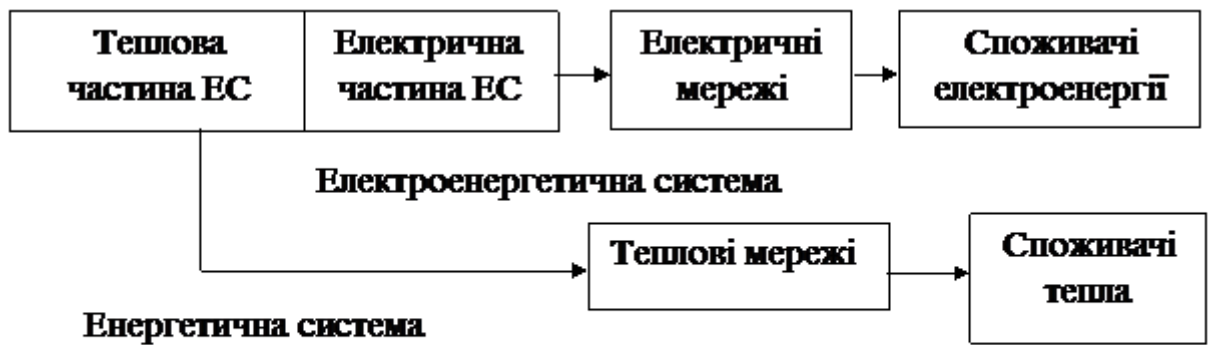 Теплова
частина ЕС
Електрична
частина ЕС
Електричні
мережі
Споживачі
електроенергії
Електроенергетична система
Теплові мережі
Споживачі
тепла
Енергетична система